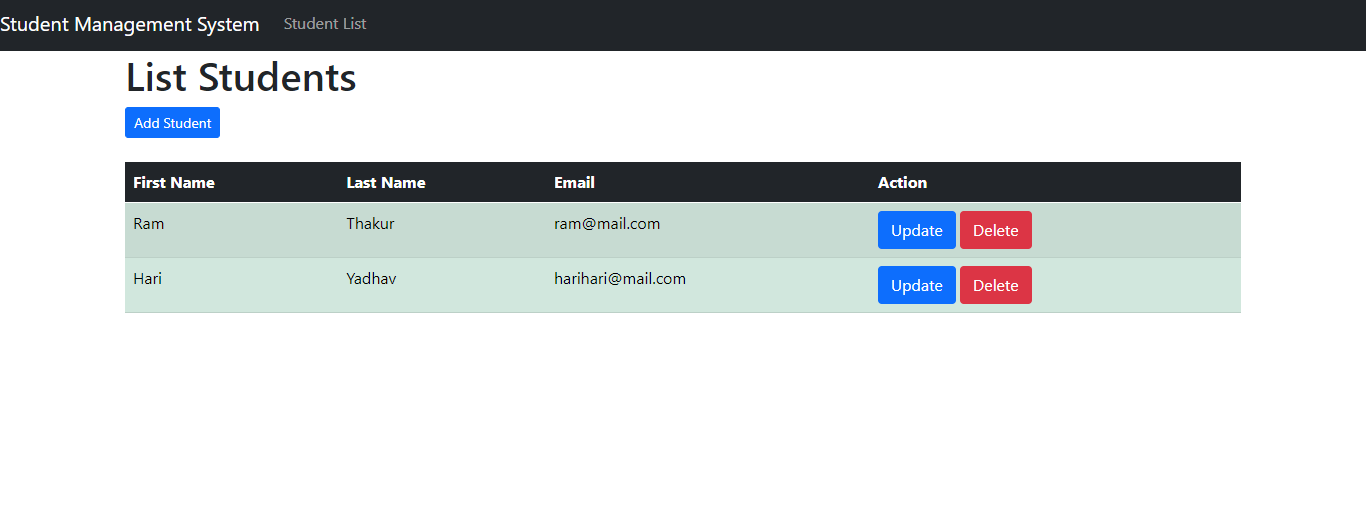 Student Management System Student List
List Students
Add Student
First Name Last Name Email Action
Ram Thakur ram@mail.com Update Delete
Hari Yadhav harihari@mail.com Update Delete